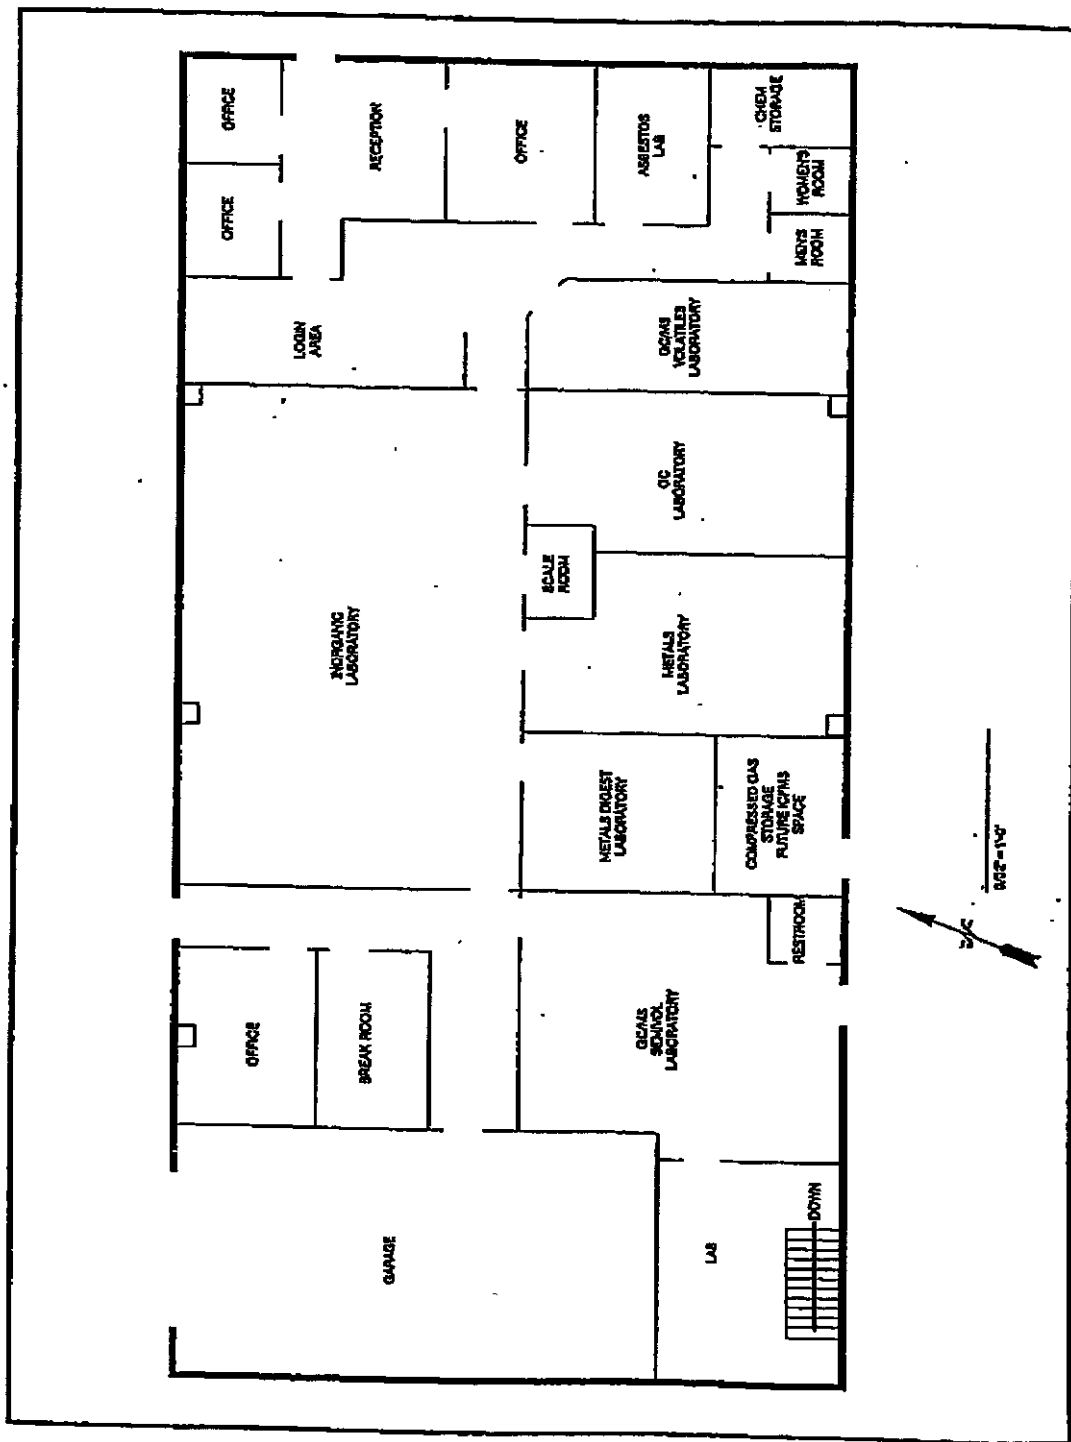 OFFICE
OFFICE
RECEPTION
OFFICE
ASBESTOS
LAB
CHEM
STORAGE
WOMEN'S
ROOM
MEN'S
ROOM
LOGIN
AREA
GC/MS
VOLATILES
LABORATORY
GC
LABORATORY
SCALE
ROOM
INORGANIC
LABORATORY
METALS
LABORATORY
METALS DIGEST
LABORATORY
COMPRESSED GAS
STORAGE
FUTURE ICP/MS
SPACE
RESTROOM
OFFICE
BREAK ROOM
GC/MS
SEMIVOL
LABORATORY
GARAGE
LAB
DOWN